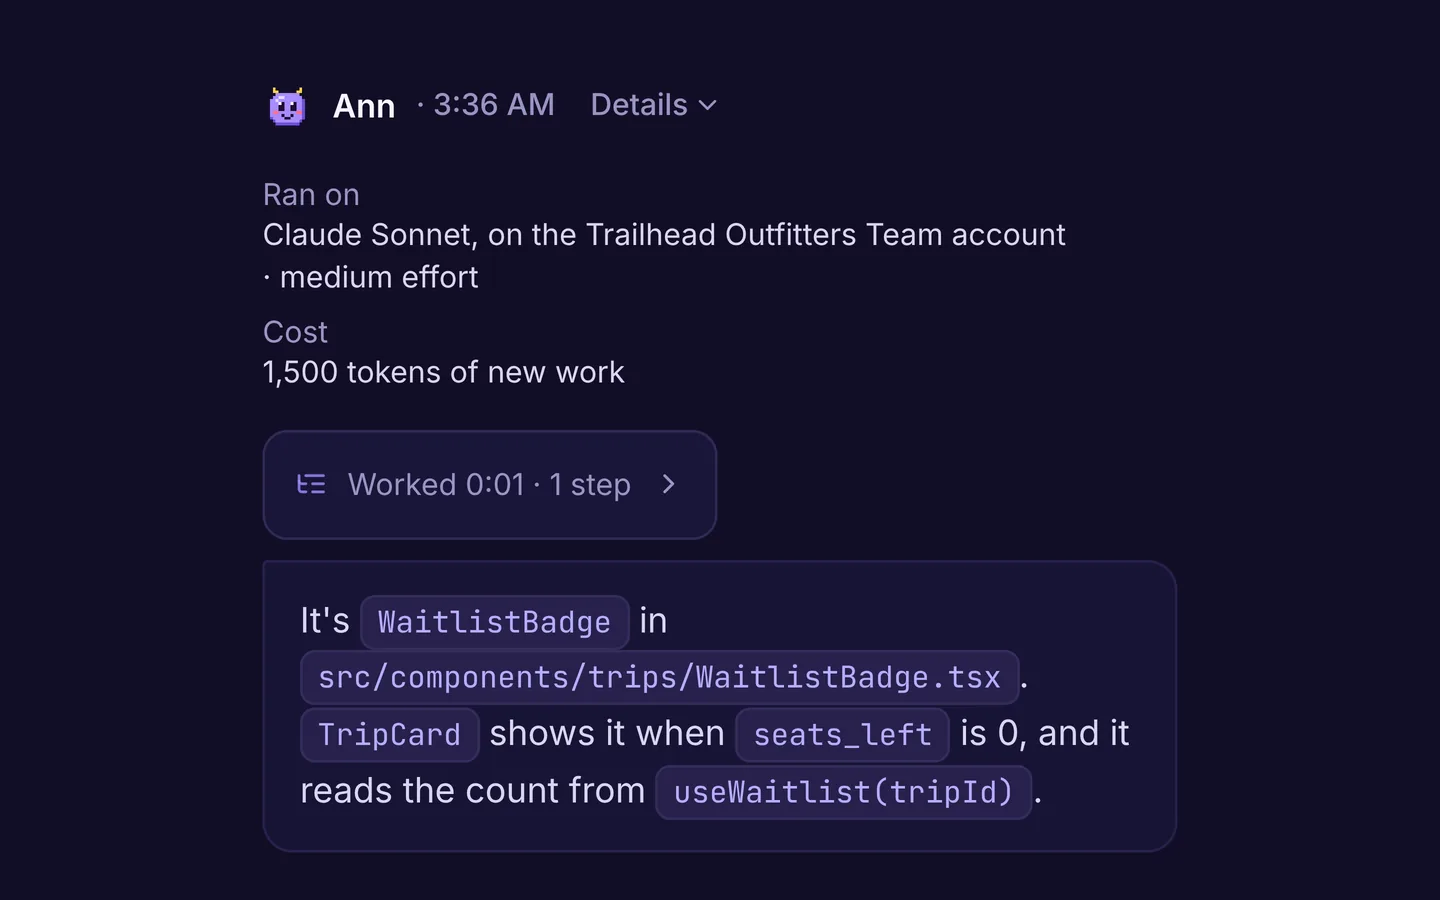 Ann · 3:36 AM Details
Ran on
Claude Sonnet, on the Trailhead Outfitters Team account
· medium effort
Cost
1,500 tokens of new work
Worked 0:01 · 1 step
It's WaitlistBadge in
src/components/trips/WaitlistBadge.tsx.
TripCard shows it when seats_left is 0, and it
reads the count from useWaitlist(tripId).